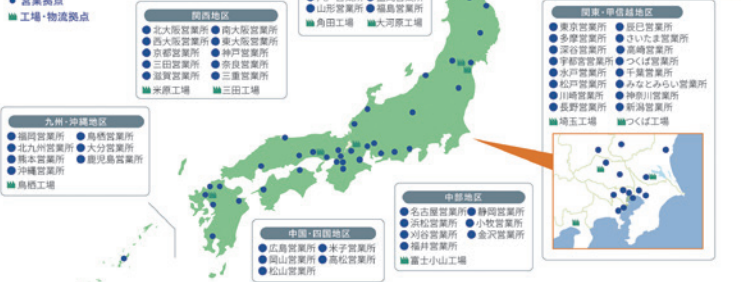 営業拠点
工場・物流拠点
関西地区
北大阪営業所 南大阪営業所
西大阪営業所 東大阪営業所
京都営業所 神戸営業所
三田営業所 奈良営業所
滋賀営業所 三重営業所
米原工場 三田工場
山形営業所 福島営業所
角田工場 大河原工場
関東・甲信越地区
東京営業所 辰巳営業所
多摩営業所 さいたま営業所
深谷営業所 高崎営業所
宇都宮営業所 つくば営業所
水戸営業所 千葉営業所
松戸営業所 みなとみらい営業所
川崎営業所 神奈川営業所
長野営業所 新潟営業所
埼玉工場 つくば工場
九州・沖縄地区
福岡営業所 鳥栖営業所
北九州営業所 大分営業所
熊本営業所 鹿児島営業所
沖縄営業所
鳥栖工場
中部地区
名古屋営業所 静岡営業所
浜松営業所 小牧営業所
刈谷営業所 金沢営業所
福井営業所
富士小山工場
中国・四国地区
広島営業所 米子営業所
岡山営業所 高松営業所
松山営業所